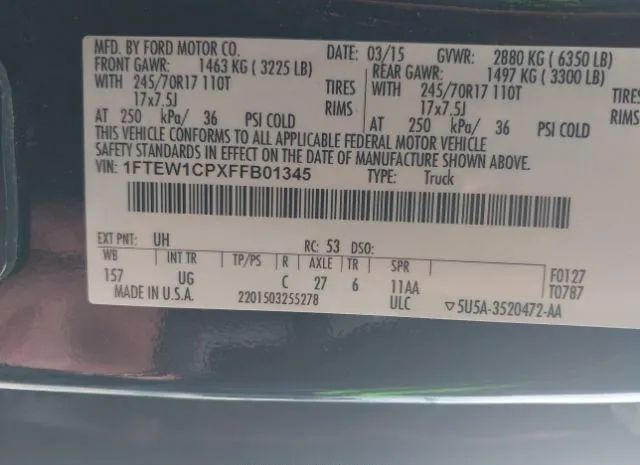 MFD. BY FORD MOTOR CO.
DATE: 03/15 GVWR: 2880 KG ( 6350 LB)
FRONT GAWR: 1463 KG ( 3225 LB)
REAR GAWR: 1497 KG ( 3300 LB)
WITH 245/70R17 110T TIRES
WITH 245/70R17 110T TIRES
17x7.5J RIMS
17x7.5J RIMS
AT 250 kPa/ 36 PSI COLD
AT 250 kPa/ 36 PSI COLD
THIS VEHICLE CONFORMS TO ALL APPLICABLE FEDERAL MOTOR VEHICLE
SAFETY STANDARDS IN EFFECT ON THE DATE OF MANUFACTURE SHOWN ABOVE.
VIN: 1FTEW1CPXFFB01345
TYPE: Truck
EXT PNT: UH RC: 53 DSO:
WB INT TR TP/PS R AXLE TR SPR
157 UG C 27 6 11AA
F0127
T0787
MADE IN U.S.A. 2201503255278 ULC ▽5U5A-3520472-AA